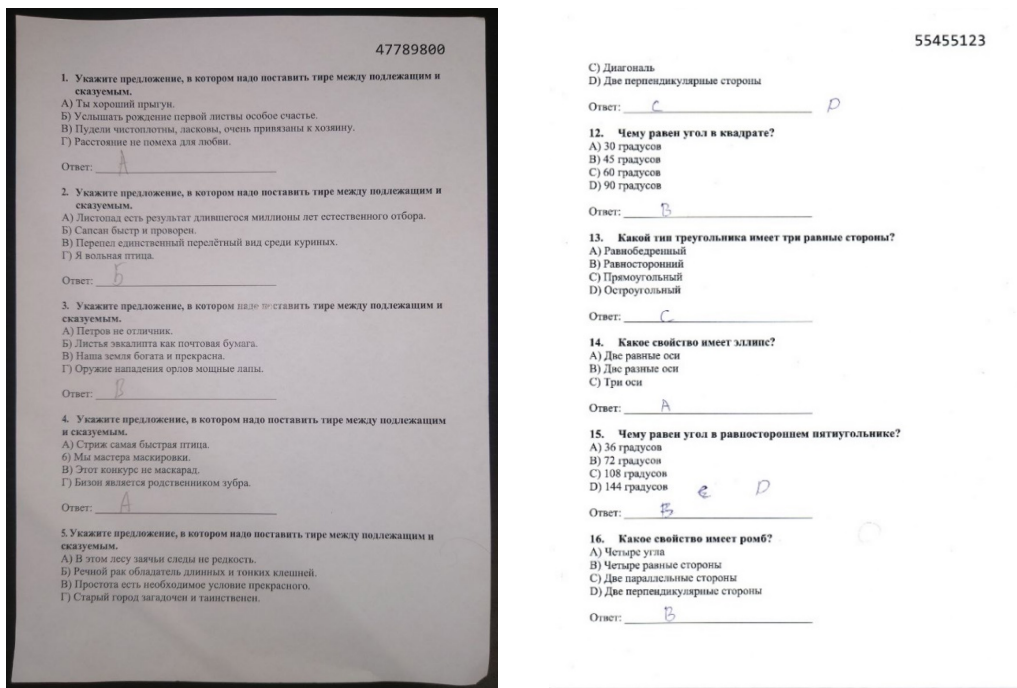 47789800
1. Укажите предложение, в котором надо поставить тире между подлежащим и
сказуемым.
А) Ты хороший прыгун.
Б) Услышать рождение первой листвы особое счастье.
В) Пудели чистоплотны, ласковы, очень привязаны к хозяину.
Г) Расстояние не помеха для любви.
Ответ: А
2. Укажите предложение, в котором надо поставить тире между подлежащим и
сказуемым.
А) Листопад есть результат длившегося миллионы лет естественного отбора.
Б) Сапсан быстр и проворен.
В) Перепел единственный перелётный вид среди куриных.
Г) Я вольная птица.
Ответ: Б
3. Укажите предложение, в котором надо поставить тире между подлежащим и
сказуемым.
А) Петров не отличник.
Б) Листья эвкалипта как почтовая бумага.
В) Наша земля богата и прекрасна.
Г) Оружие нападения орлов мощные лапы.
Ответ: В
4. Укажите предложение, в котором надо поставить тире между подлежащим
и сказуемым.
А) Стриж самая быстрая птица.
б) Мы мастера маскировки.
В) Этот конкурс не маскарад.
Г) Бизон является родственником зубра.
Ответ: А
5. Укажите предложение, в котором надо поставить тире между подлежащим и
сказуемым.
А) В этом лесу заячьи следы не редкость.
Б) Речной рак обладатель длинных и тонких клешней.
В) Простота есть необходимое условие прекрасного.
Г) Старый город загадочен и таинственен.
55455123
C) Диагональ
D) Две перпендикулярные стороны
Ответ: C D
12. Чему равен угол в квадрате?
A) 30 градусов
B) 45 градусов
C) 60 градусов
D) 90 градусов
Ответ: B
13. Какой тип треугольника имеет три равные стороны?
A) Равнобедренный
B) Равносторонний
C) Прямоугольный
D) Остроугольный
Ответ: C
14. Какое свойство имеет эллипс?
A) Две равные оси
B) Две разные оси
C) Три оси
Ответ: A
15. Чему равен угол в равностороннем пятиугольнике?
A) 36 градусов
B) 72 градусов
C) 108 градусов
D) 144 градусов C D
Ответ: B
16. Какое свойство имеет ромб?
A) Четыре угла
B) Четыре равные стороны
C) Две параллельные стороны
D) Две перпендикулярные стороны
Ответ: B